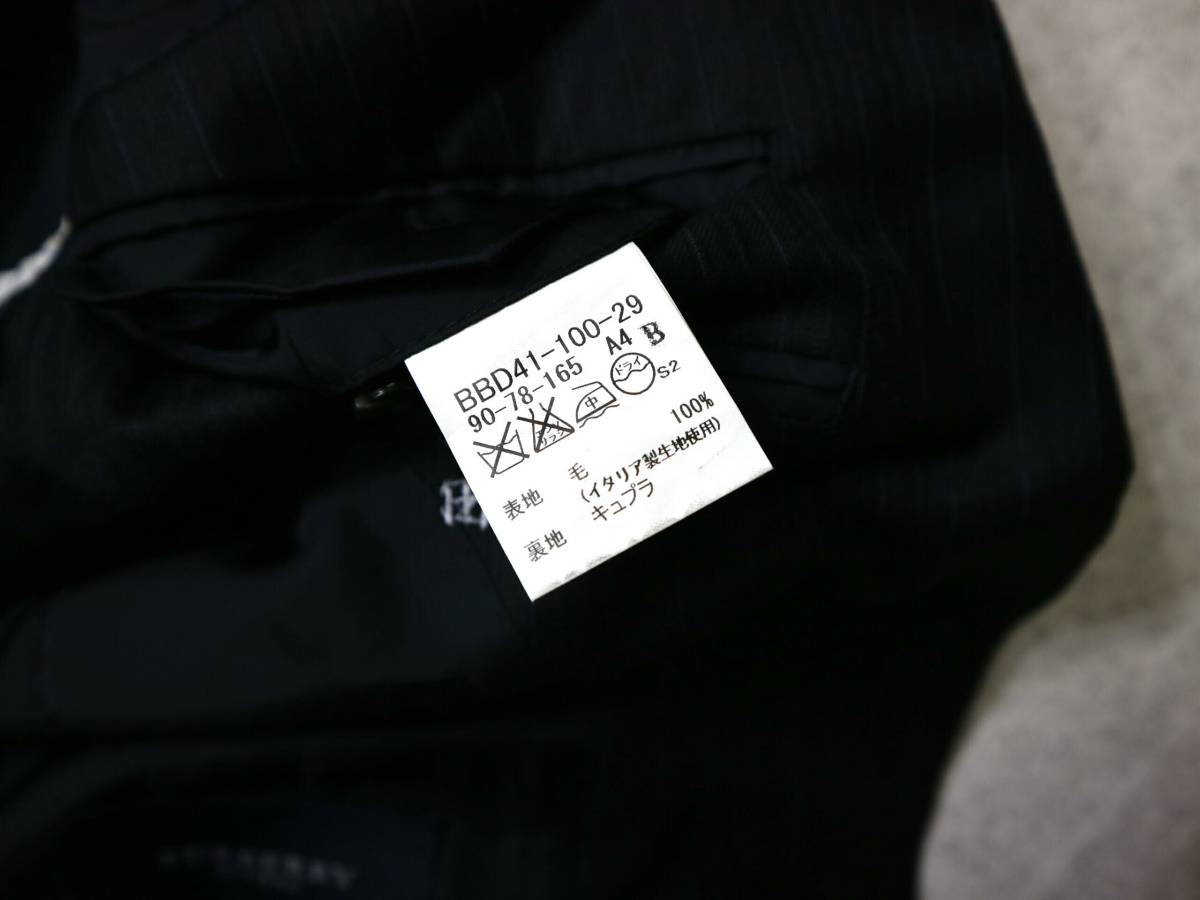 BBD41-100-29
90-78-165 A4 B
中 ドライ S2
表地 毛 100%
(イタリア製生地使用)
裏地 キュプラ
BURBERRY